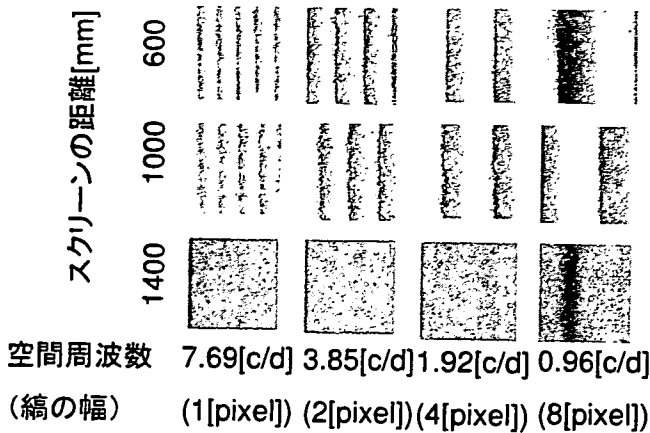 スクリーンの距離[mm]
600
1000
1400
空間周波数 7.69[c/d] 3.85[c/d] 1.92[c/d] 0.96[c/d]
（縞の幅） (1[pixel]) (2[pixel]) (4[pixel]) (8[pixel])